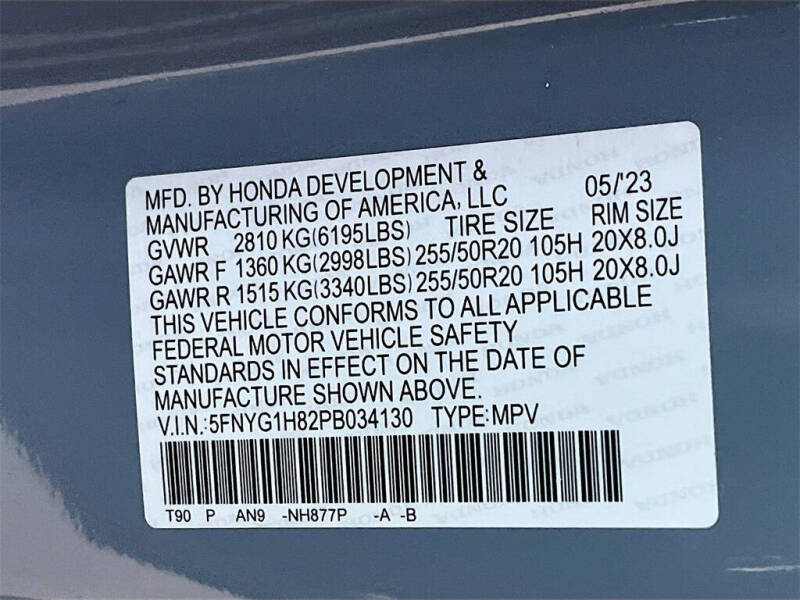 MFD. BY HONDA DEVELOPMENT &
MANUFACTURING OF AMERICA, LLC 05/'23
GVWR 2810 KG(6195LBS) TIRE SIZE RIM SIZE
GAWR F 1360 KG(2998LBS) 255/50R20 105H 20X8.0J
GAWR R 1515 KG(3340LBS) 255/50R20 105H 20X8.0J
THIS VEHICLE CONFORMS TO ALL APPLICABLE
FEDERAL MOTOR VEHICLE SAFETY
STANDARDS IN EFFECT ON THE DATE OF
MANUFACTURE SHOWN ABOVE.
V.I.N.:5FNYG1H82PB034130 TYPE:MPV
T90 P AN9 -NH877P -A -B